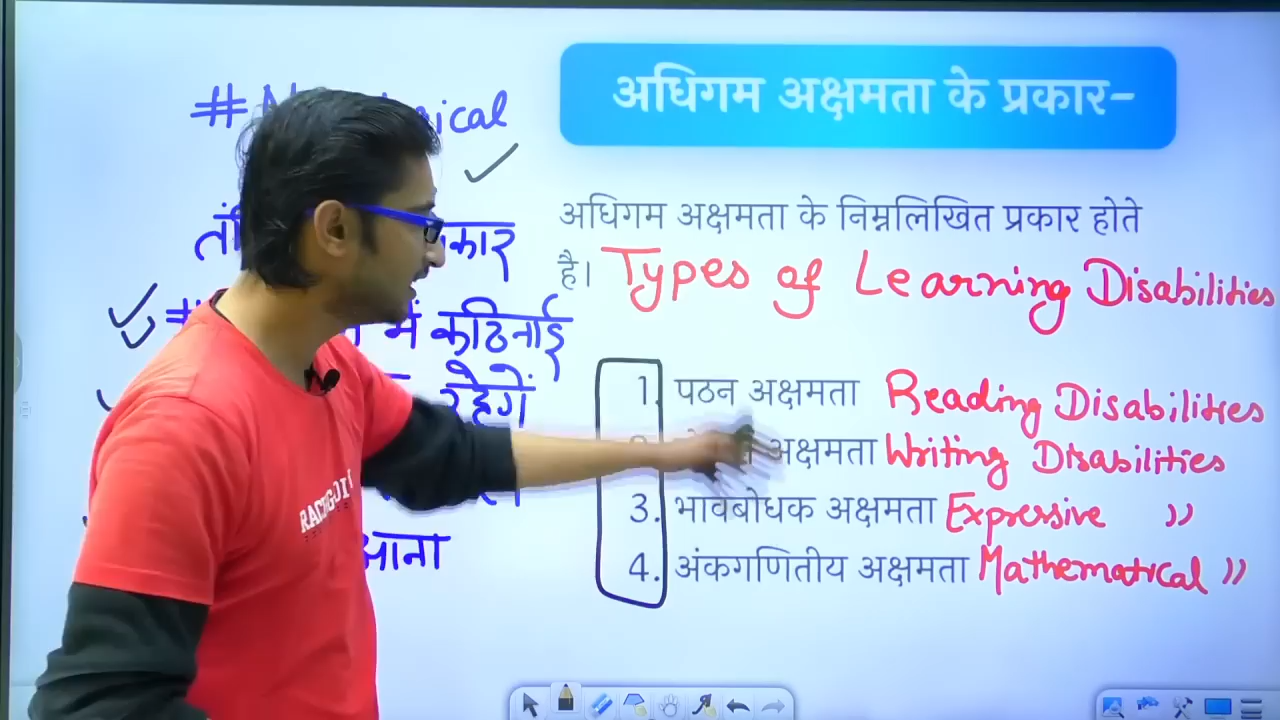 अधिगम अक्षमता के प्रकार-
अधिगम अक्षमता के निम्नलिखित प्रकार होते
है। Types of Learning Disabilities
1. पठन अक्षमता Reading Disabilities
अक्षमता Writing Disabilities
3. भावबोधक अक्षमता Expressive ,,
4. अंकगणितीय अक्षमता Mathematical ,,
#
में कठिनाई
रहेगें
आना